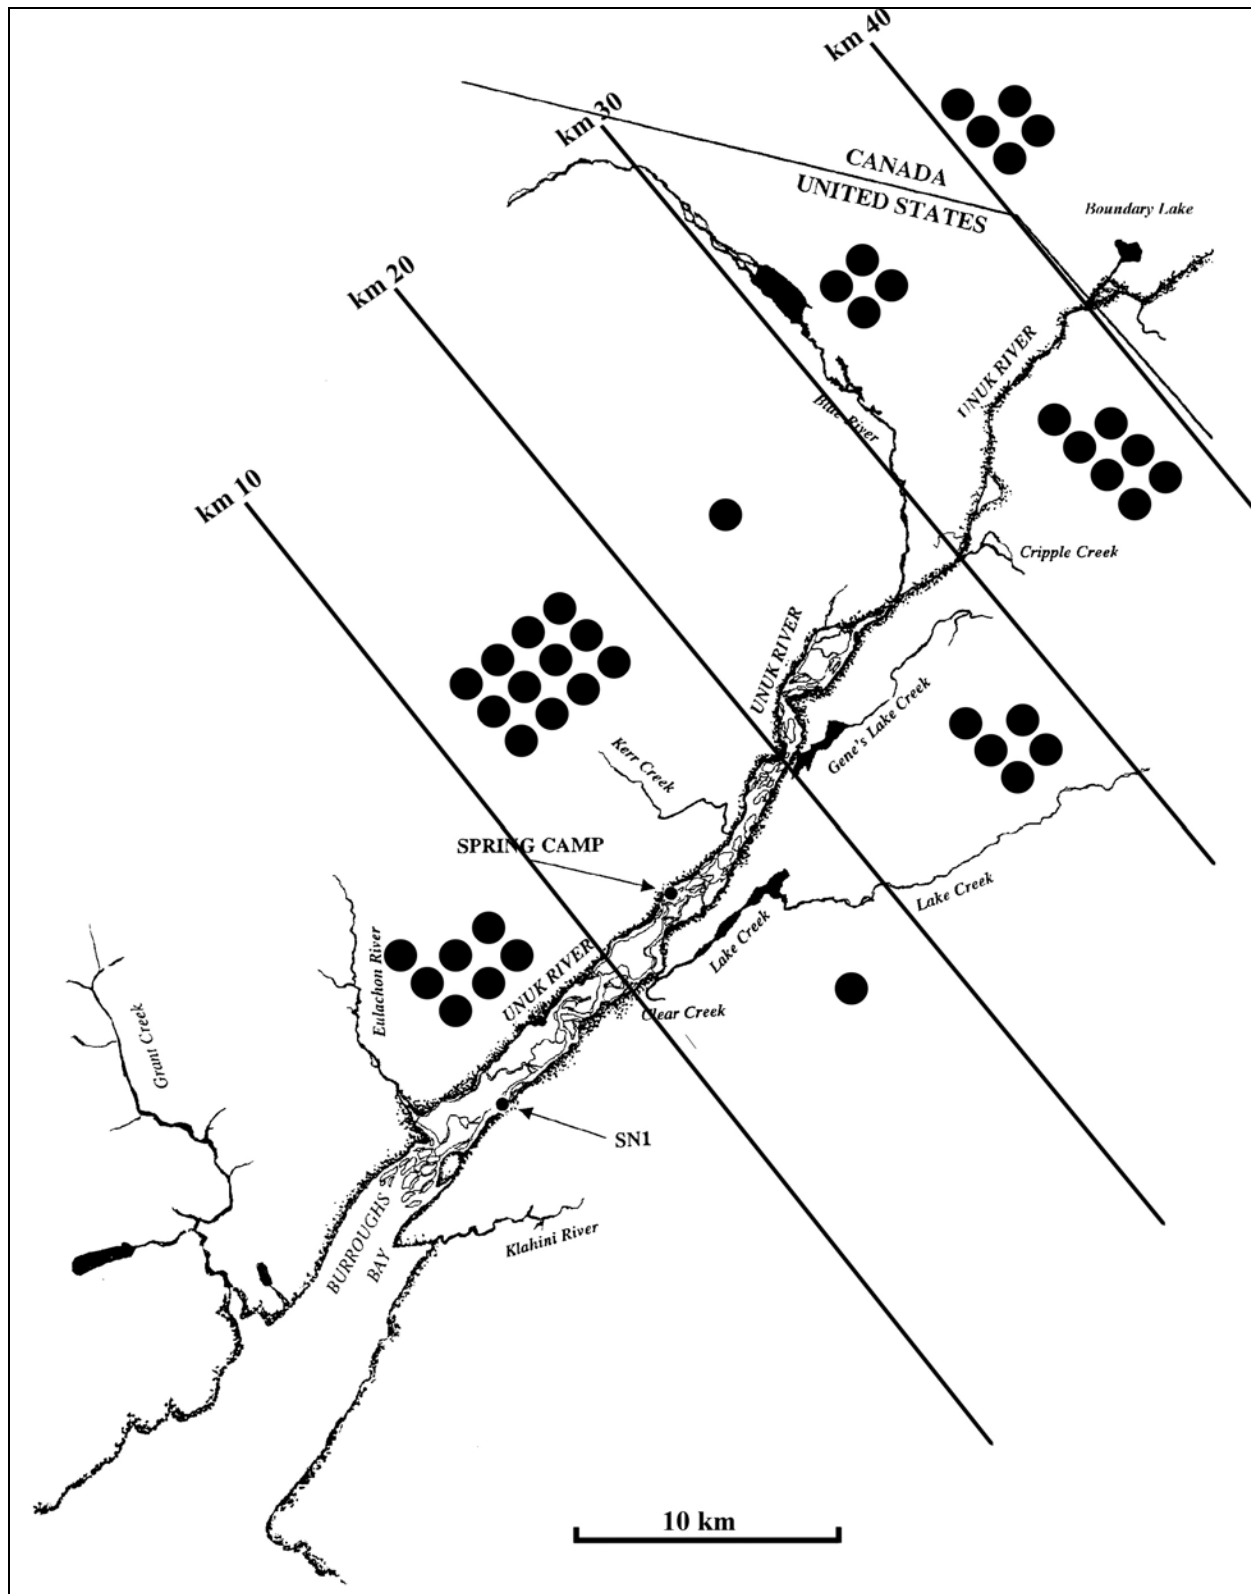 km 40
km 30
CANADA
UNITED STATES
Boundary Lake
km 20
UNUK RIVER
Blue River
km 10
Cripple Creek
UNUK RIVER
Gene's Lake Creek
Kerr Creek
SPRING CAMP
Lake Creek
Lake Creek
Eulachon River
UNUK RIVER
Clear Creek
Grant Creek
SN1
BURROUGHS
BAY
Klahini River
10 km